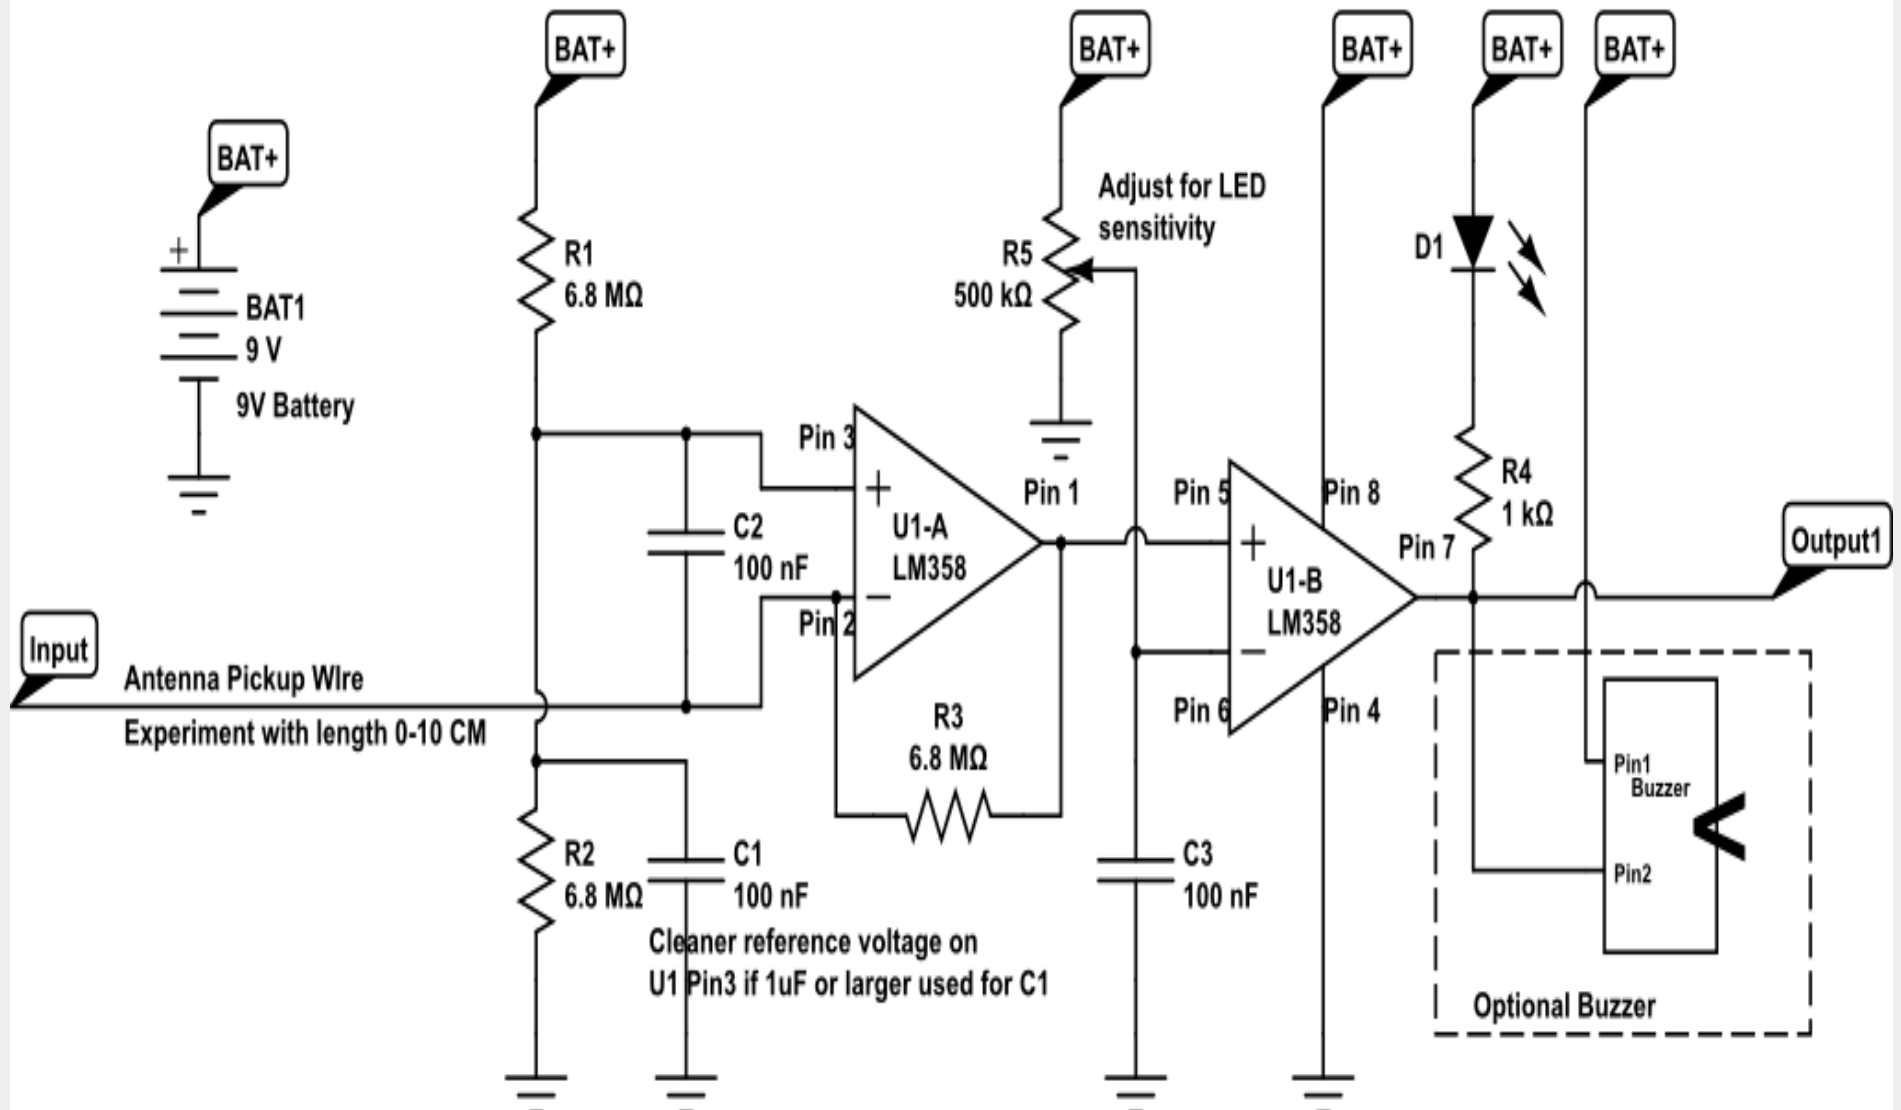 BAT+
BAT+
BAT+
BAT+
BAT+
BAT+
+
BAT1
9 V
9V Battery
R1
6.8 MΩ
Adjust for LED
sensitivity
R5
500 kΩ
D1
Pin 3
+
U1-A
LM358
−
Pin 2
C2
100 nF
Pin 1
Pin 5
+
U1-B
LM358
−
Pin 6
Pin 8
Pin 4
Pin 7
R4
1 kΩ
Output1
Input
Antenna Pickup WIre
Experiment with length 0-10 CM
R3
6.8 MΩ
R2
6.8 MΩ
C1
100 nF
Cleaner reference voltage on
U1 Pin3 if 1uF or larger used for C1
C3
100 nF
Pin1
Buzzer
Pin2
Optional Buzzer